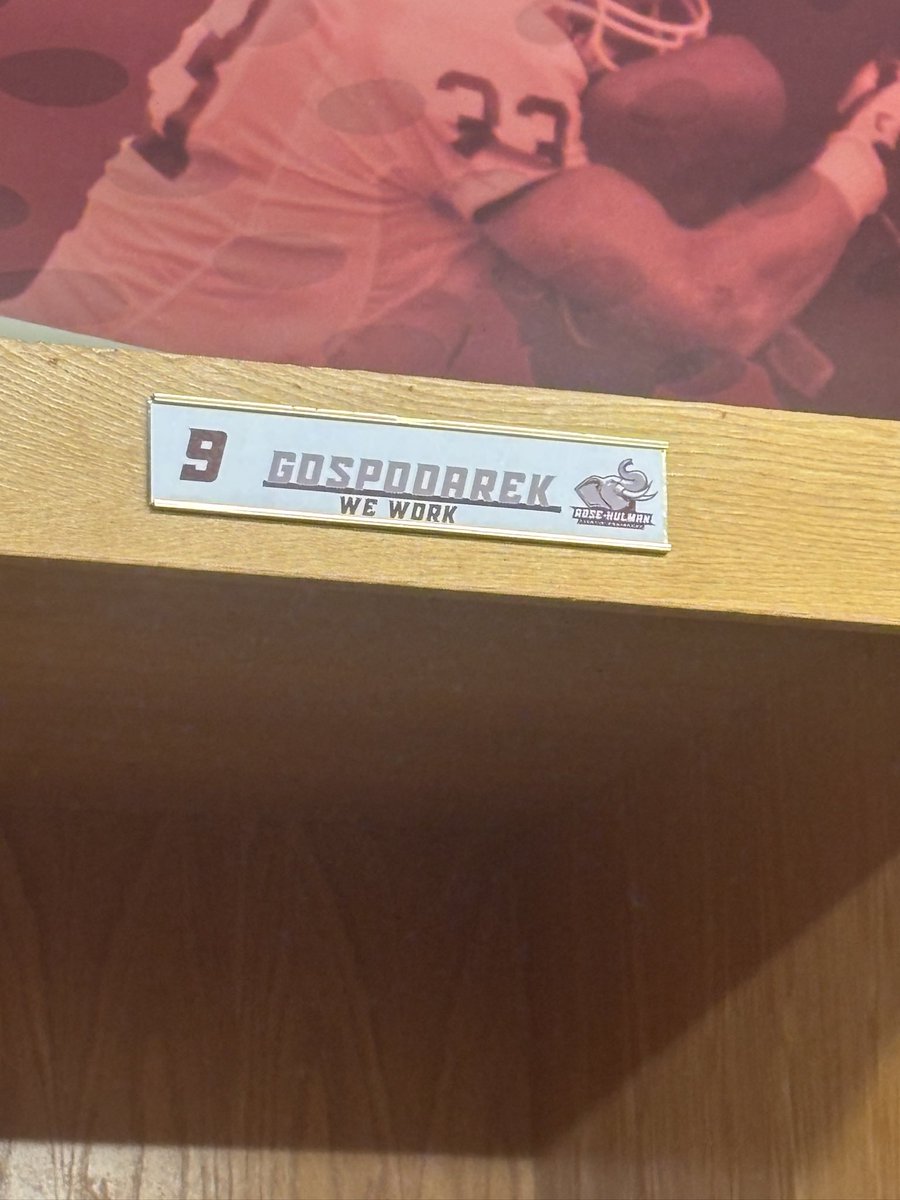 33
9
GOSPODAREK
WE WORK
ROSE-HULMAN